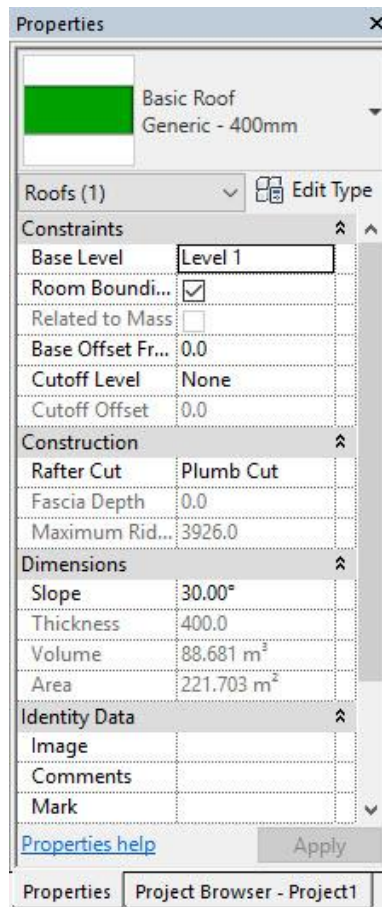 Properties ×
Basic Roof
Generic - 400mm
Roofs (1) Edit Type
Constraints
Base Level Level 1
Room Boundi...
Related to Mass
Base Offset Fr... 0.0
Cutoff Level None
Cutoff Offset 0.0
Construction
Rafter Cut Plumb Cut
Fascia Depth 0.0
Maximum Rid... 3926.0
Dimensions
Slope 30.00°
Thickness 400.0
Volume 88.681 m³
Area 221.703 m²
Identity Data
Image
Comments
Mark
Properties help Apply
Properties Project Browser - Project1